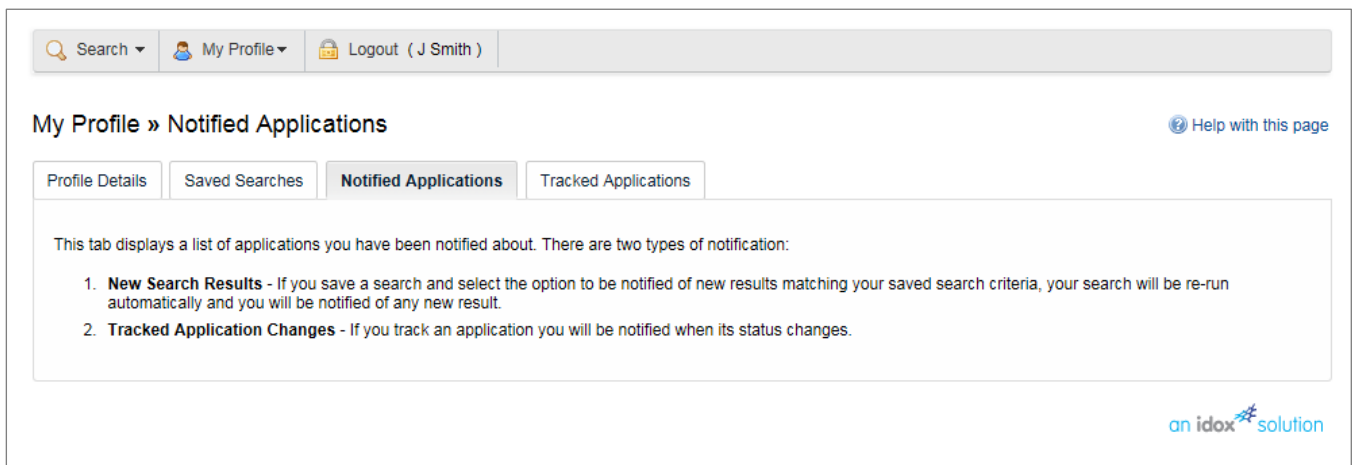 Search My Profile Logout ( J Smith )
My Profile » Notified Applications
Help with this page
Profile Details Saved Searches Notified Applications Tracked Applications
This tab displays a list of applications you have been notified about. There are two types of notification:
1. New Search Results - If you save a search and select the option to be notified of new results matching your saved search criteria, your search will be re-run
automatically and you will be notified of any new result.
2. Tracked Application Changes - If you track an application you will be notified when its status changes.
an idox solution